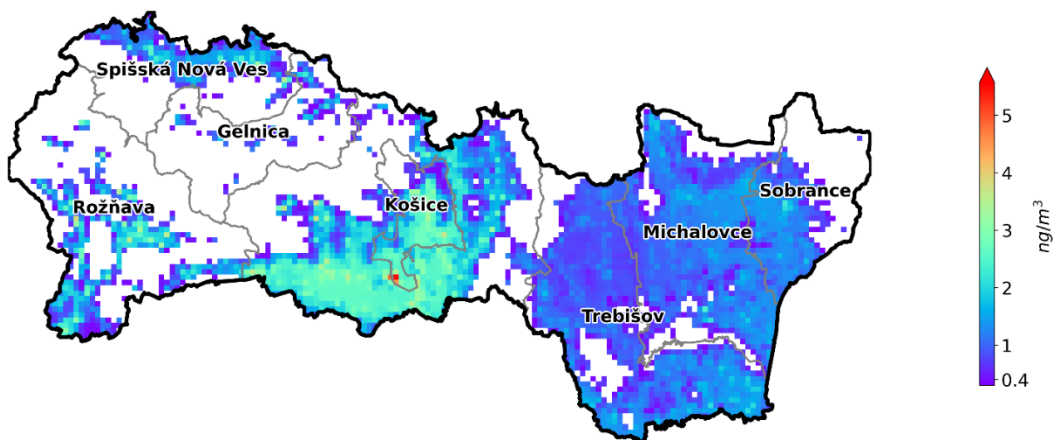 Spišská Nová Ves
Gelnica
Rožňava
Košice
Sobrance
Michalovce
Trebišov
5
4
3
2
1
0.4
ng/m³